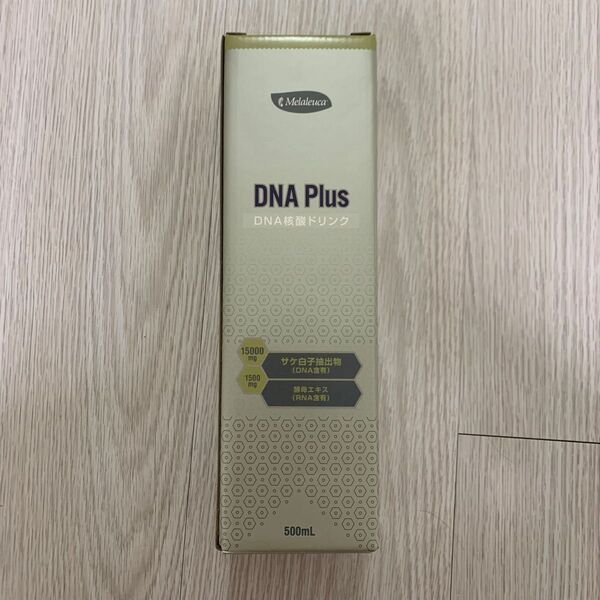 Melaleuca
DNA Plus
DNA核酸ドリンク
15000
mg
サケ白子抽出物
(DNA含有)
1500
mg
酵母エキス
(RNA含有)
500mL